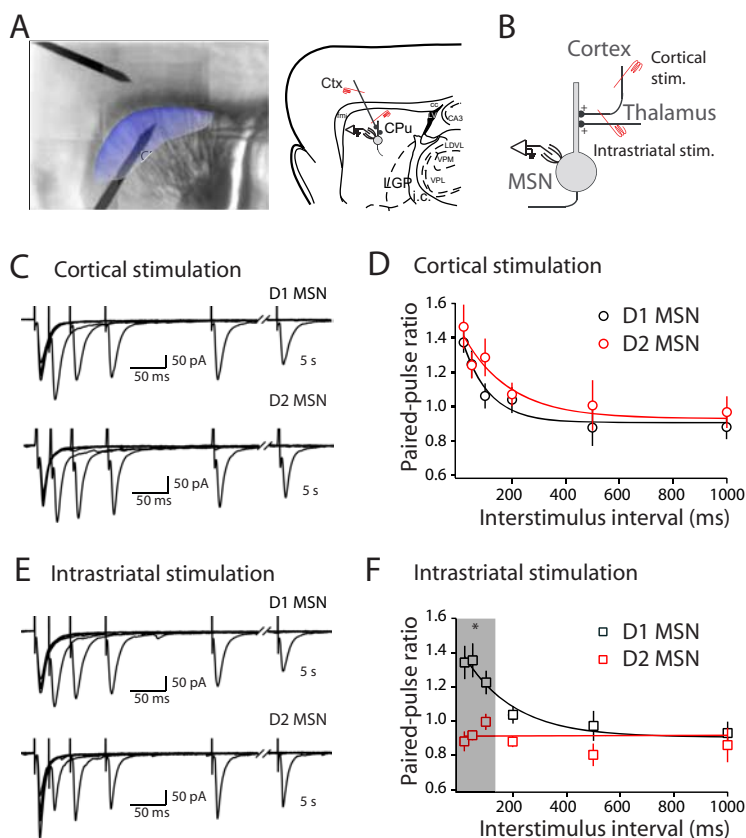 A
Ctx
CPu
cc
LV
CA3
LDVL
VPM
VPL
LGP
i.c.
B
Cortex
Cortical
stim.
Thalamus
Intrastriatal stim.
MSN
+
+
C Cortical stimulation
D1 MSN
50 pA
50 ms
5 s
D2 MSN
50 pA
50 ms
5 s
D Cortical stimulation
1.6
1.4
1.2
1.0
0.8
0.6
Paired-pulse ratio
D1 MSN
D2 MSN
200 400 600 800 1000
Interstimulus interval (ms)
E Intrastriatal stimulation
D1 MSN
50 pA
50 ms
5 s
D2 MSN
50 pA
50 ms
5 s
F Intrastriatal stimulation
1.6
1.4
1.2
1.0
0.8
0.6
Paired-pulse ratio
*
D1 MSN
D2 MSN
200 400 600 800 1000
Interstimulus interval (ms)